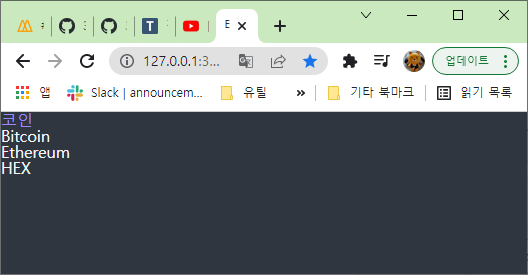 E
127.0.0.1:3...
업데이트
앱
Slack | announcem...
유틸
기타 북마크
읽기 목록
코인
Bitcoin
Ethereum
HEX